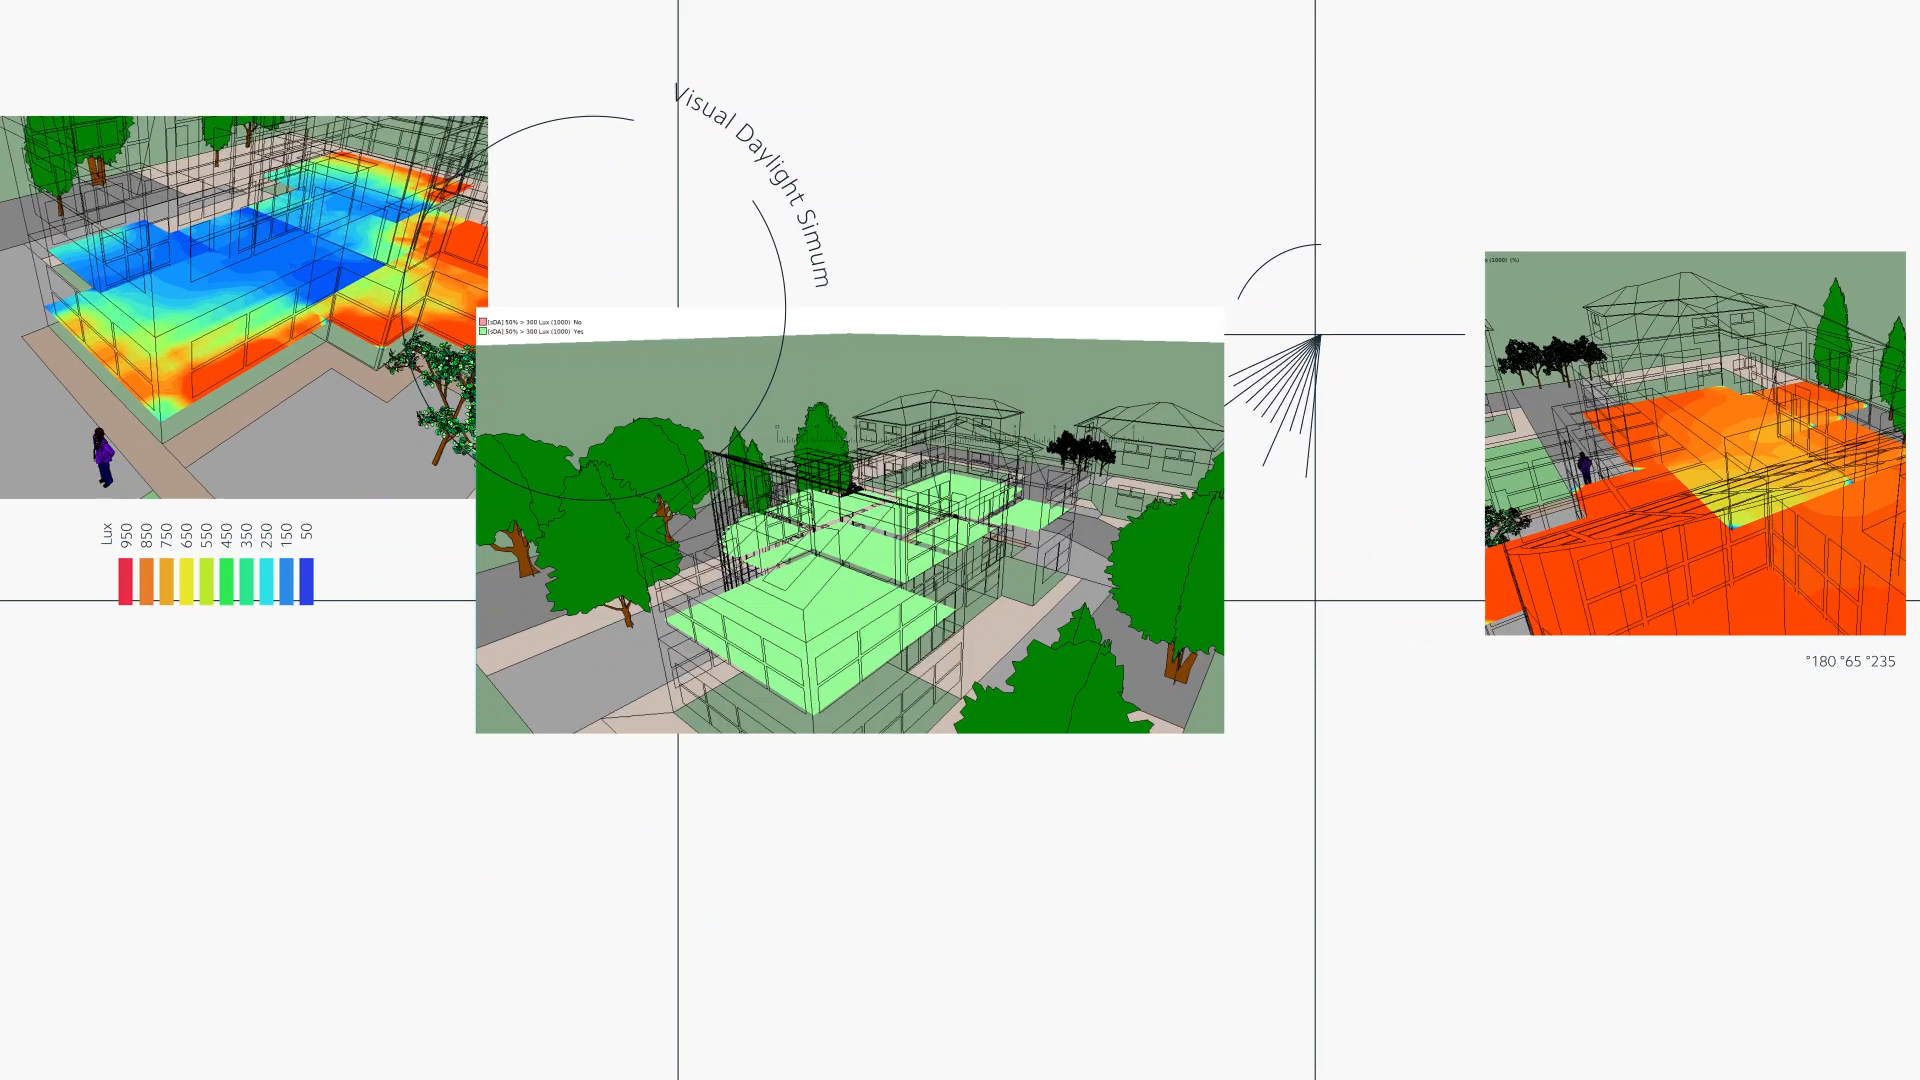 Visual Daylight Simum
[sDA] 50% > 300 Lux (1000) No
[sDA] 50% > 300 Lux (1000) Yes
x (1000) (%)
Lux
950
850
750
650
550
450
350
250
150
50
°180 °65 °235